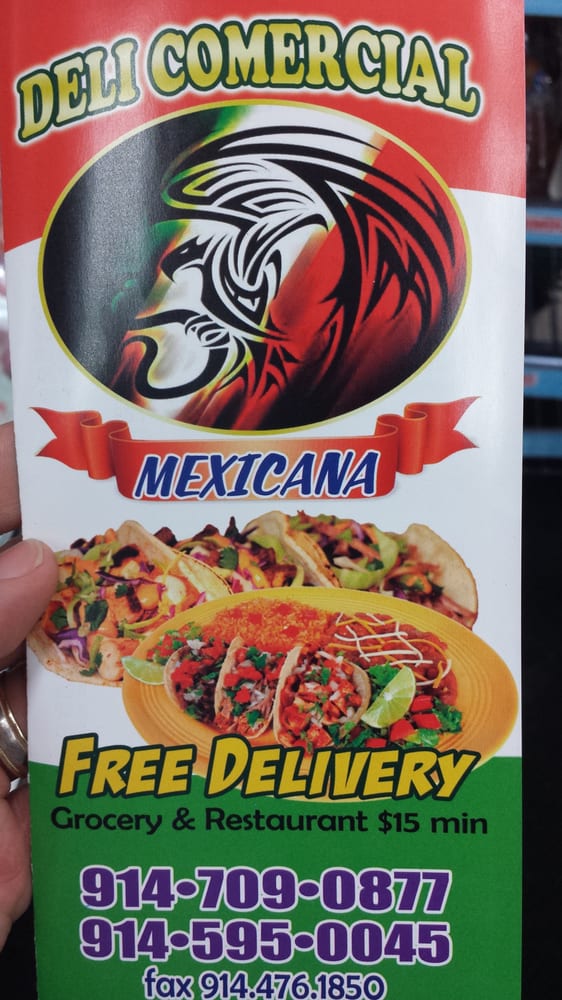 DELI COMERCIAL
MEXICANA
FREE DELIVERY
Grocery & Restaurant $15 min
914•709•0877
914•595•0045
fax 914.476.1850